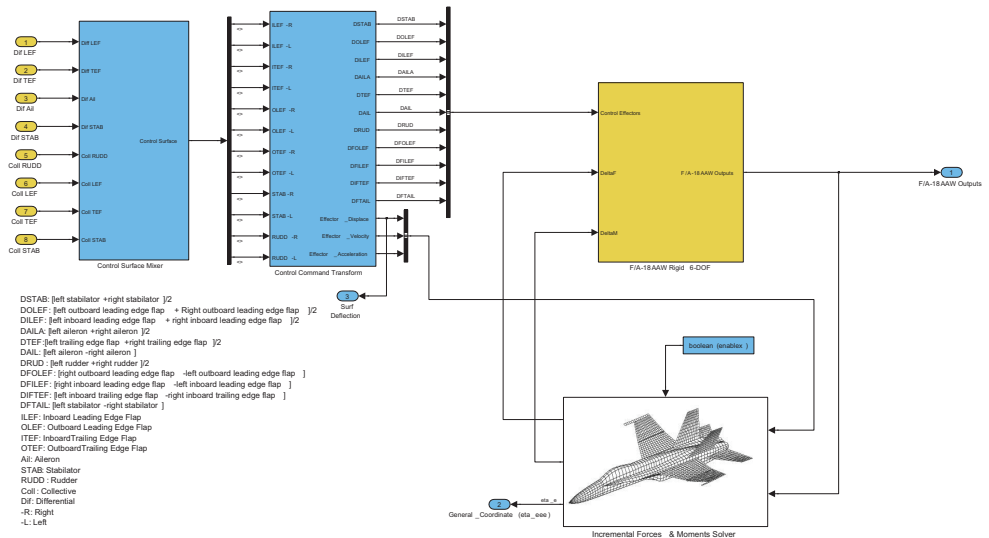 1
Dif LEF
2
Dif TEF
3
Dif Ail
4
Dif STAB
5
Coll RUDD
6
Coll LEF
7
Coll TEF
8
Coll STAB
Diff LEF
Diff TEF
Dif Ail
Dif STAB
Coll RUDD
Coll LEF
Coll TEF
Coll STAB
Control Surface
Control Surface Mixer
<>
<>
<>
<>
<>
<>
<>
<>
<>
<>
<>
<>
ILEF -R
ILEF -L
ITEF -R
ITEF -L
OLEF -R
OLEF -L
OTEF -R
OTEF -L
STAB -R
STAB -L
RUDD -R
RUDD -L
DSTAB
DOLEF
DILEF
DAILA
DTEF
DAIL
DRUD
DFOLEF
DFILEF
DIFTEF
DFTAIL
Effector _Displace
Effector _Velocity
Effector _Acceleration
Control Command Transform
DSTAB
DOLEF
DILEF
DAILA
DTEF
DAIL
DRUD
DFOLEF
DFILEF
DIFTEF
DFTAIL
3
Surf
Deflection
Control Effectors
DeltaF
DeltaM
F/A-18AAW Outputs
F/A-18AAW Rigid 6-DOF
1
F/A-18AAW Outputs
boolean (enablex )
eta _e
2
General _Coordinate (eta_eee )
Incremental Forces & Moments Solver
DSTAB: [left stabilator +right stabilator ]/2
DOLEF: [left outboard leading edge flap + Right outboard leading edge flap ]/2
DILEF: [left inboard leading edge flap + right inboard leading edge flap ]/2
DAILA: [left aileron +right aileron ]/2
DTEF:[left trailing edge flap +right trailing edge flap ]/2
DAIL: [left aileron -right aileron ]
DRUD : [left rudder +right rudder ]/2
DFOLEF: [right outboard leading edge flap -left outboard leading edge flap ]
DFILEF: [right inboard leading edge flap -left inboard leading edge flap ]
DIFTEF: [left inboard trailing edge flap -right inboard trailing edge flap ]
DFTAIL: [left stabilator -right stabilator ]
ILEF: Inboard Leading Edge Flap
OLEF: Outboard Leading Edge Flap
ITEF: InboardTrailing Edge Flap
OTEF: OutboardTrailing Edge Flap
Ail: Aileron
STAB: Stabilator
RUDD : Rudder
Coll : Collective
Dif: Differential
-R: Right
-L: Left